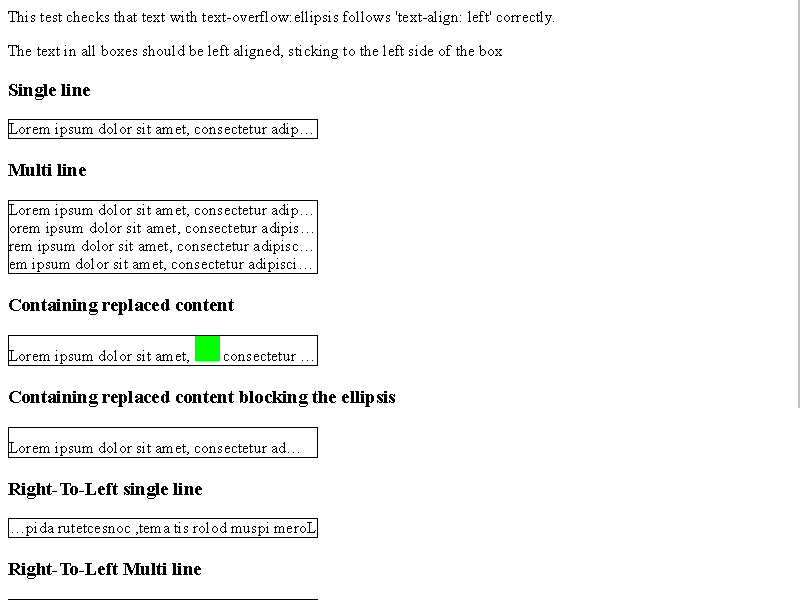 This test checks that text with text-overflow:ellipsis follows 'text-align: left' correctly.
The text in all boxes should be left aligned, sticking to the left side of the box
Single line
Lorem ipsum dolor sit amet, consectetur adip…
Multi line
Lorem ipsum dolor sit amet, consectetur adip…
orem ipsum dolor sit amet, consectetur adipis…
rem ipsum dolor sit amet, consectetur adipisc…
em ipsum dolor sit amet, consectetur adipisci…
Containing replaced content
Lorem ipsum dolor sit amet, consectetur …
Containing replaced content blocking the ellipsis
Lorem ipsum dolor sit amet, consectetur ad…
Right-To-Left single line
…pida rutetcesnoc ,tema tis rolod muspi meroL
Right-To-Left Multi line